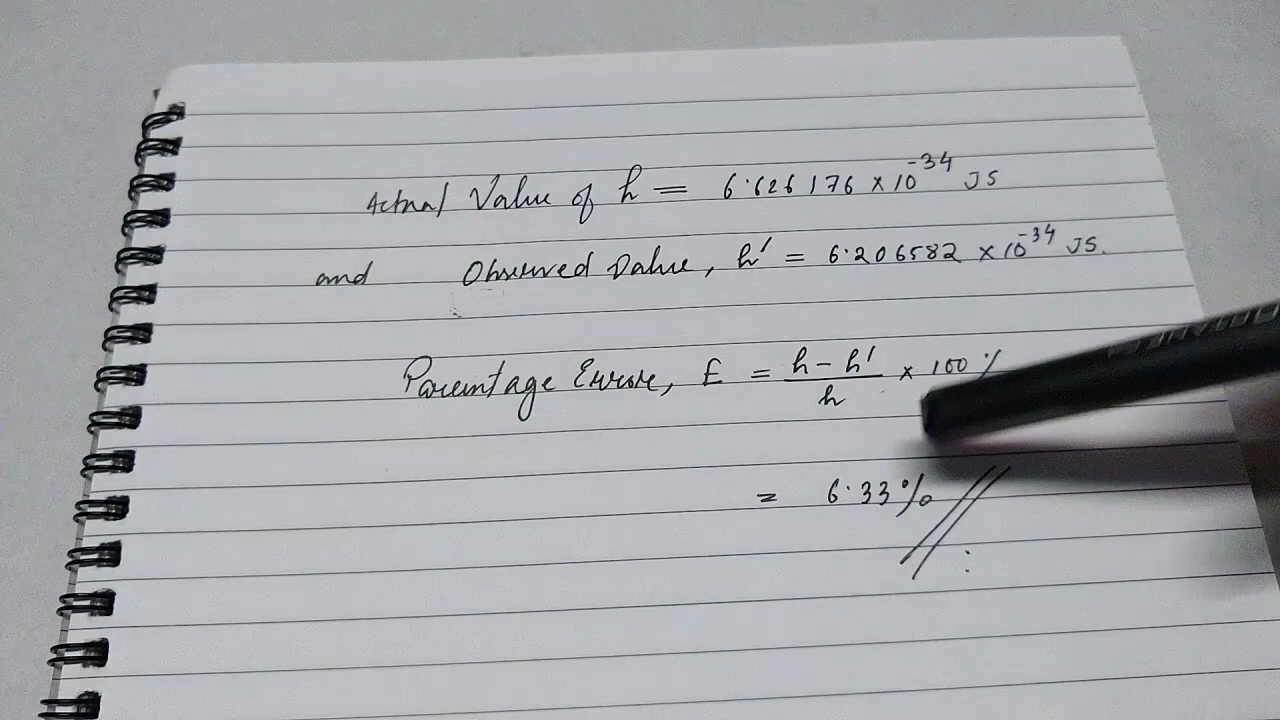 Actual Value of h = 6.626176 × 10⁻³⁴ JS
and Observed Value, h' = 6.206582 × 10⁻³⁴ JS.
Percentage Error, E = (h - h')/h × 100 %
= 6.33%